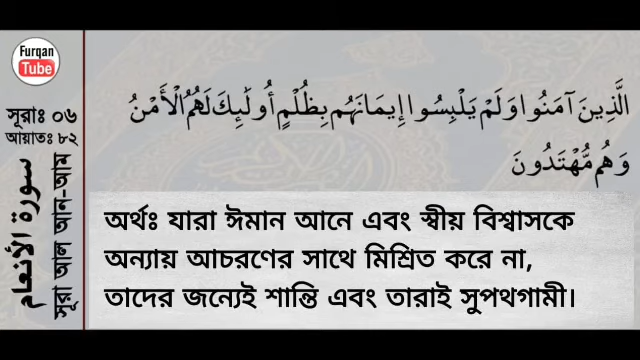 Furqan
Tube
সূরাঃ ০৬
আয়াতঃ ৮২
سورة الأنعام
সূরা আল আন-আম
الَّذِينَ آمَنُوا وَلَمْ يَلْبِسُوا إِيمَانَهُم بِظُلْمٍ أُولَٰئِكَ لَهُمُ الْأَمْنُ
وَهُم مُّهْتَدُونَ
অর্থঃ যারা ঈমান আনে এবং স্বীয় বিশ্বাসকে
অন্যায় আচরণের সাথে মিশ্রিত করে না,
তাদের জন্যেই শান্তি এবং তারাই সুপথগামী।